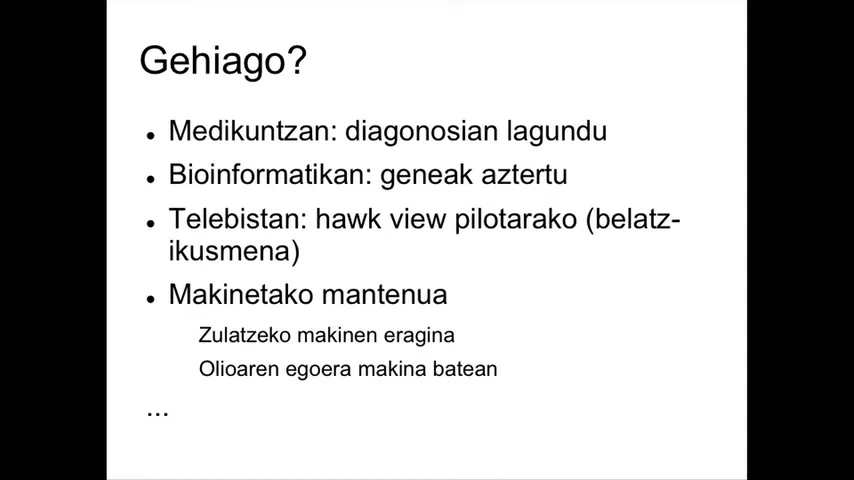 Gehiago?
● Medikuntzan: diagonosian lagundu
● Bioinformatikan: geneak aztertu
● Telebistan: hawk view pilotarako (belatz-
ikusmena)
● Makinetako mantenua
Zulatzeko makinen eragina
Olioaren egoera makina batean
...